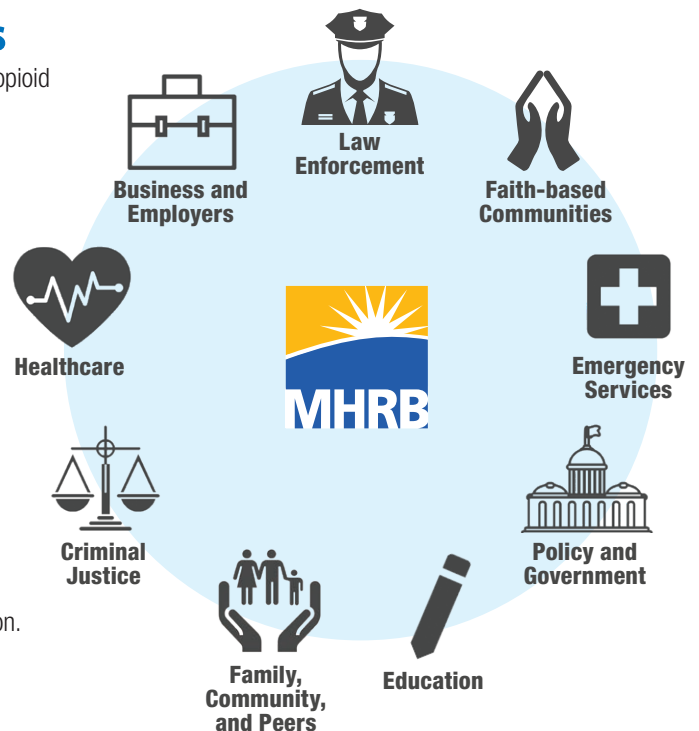 s
opioid
Law
Enforcement
Business and
Employers
Faith-based
Communities
Healthcare
MHRB
Emergency
Services
Criminal
Justice
Policy and
Government
on.
Family,
Community,
and Peers
Education